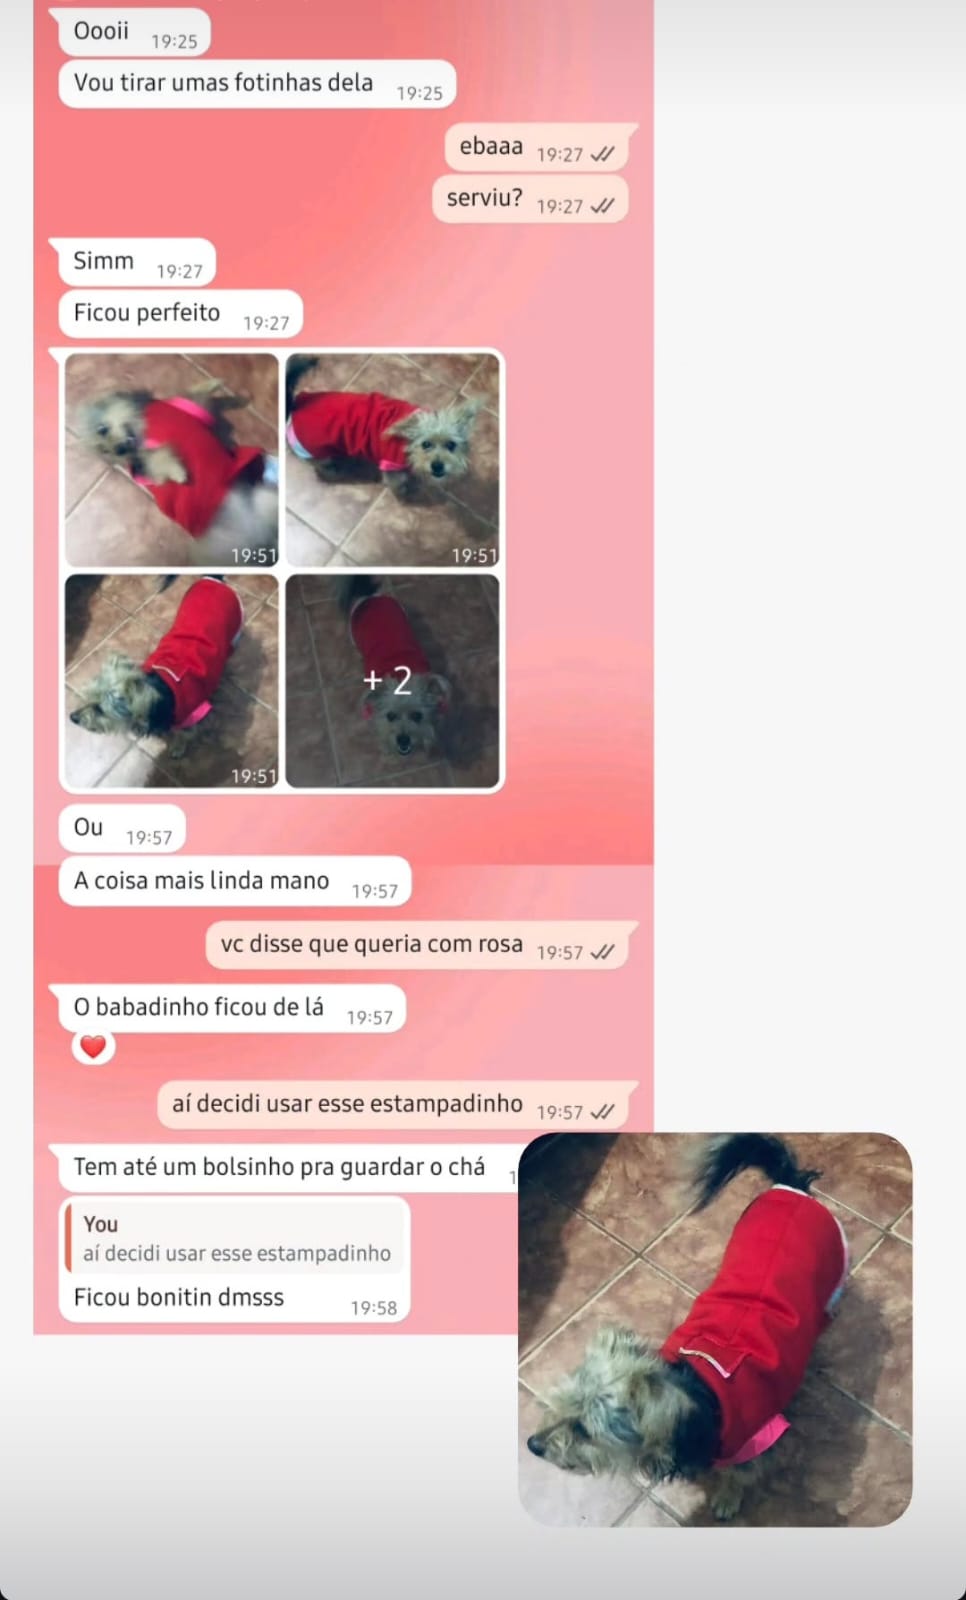 Oooii 19:25
Vou tirar umas fotinhas dela 19:25
ebaaa 19:27
serviu? 19:27
Simm 19:27
Ficou perfeito 19:27
19:51
19:51
19:51
+ 2
Ou 19:57
A coisa mais linda mano 19:57
vc disse que queria com rosa 19:57
O babadinho ficou de lá 19:57
aí decidi usar esse estampadinho 19:57
Tem até um bolsinho pra guardar o chá
You
aí decidi usar esse estampadinho
Ficou bonitin dmsss 19:58